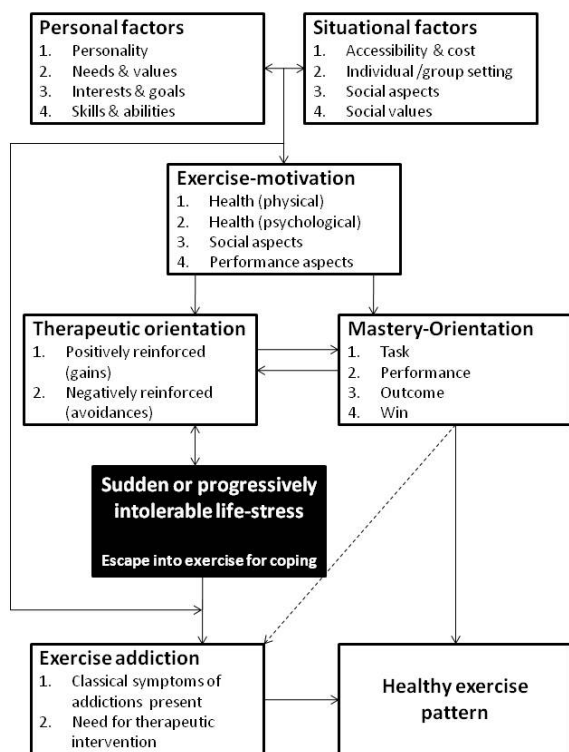 Personal factors
1. Personality
2. Needs & values
3. Interests & goals
4. Skills & abilities
Situational factors
1. Accessibility & cost
2. Individual /group setting
3. Social aspects
4. Social values
Exercise-motivation
1. Health (physical)
2. Health (psychological)
3. Social aspects
4. Performance aspects
Therapeutic orientation
1. Positively reinforced
(gains)
2. Negatively reinforced
(avoidances)
Mastery-Orientation
1. Task
2. Performance
3. Outcome
4. Win
Sudden or progressively
intolerable life-stress
Escape into exercise for coping
Exercise addiction
1. Classical symptoms of
addictions present
2. Need for therapeutic
intervention
Healthy exercise
pattern